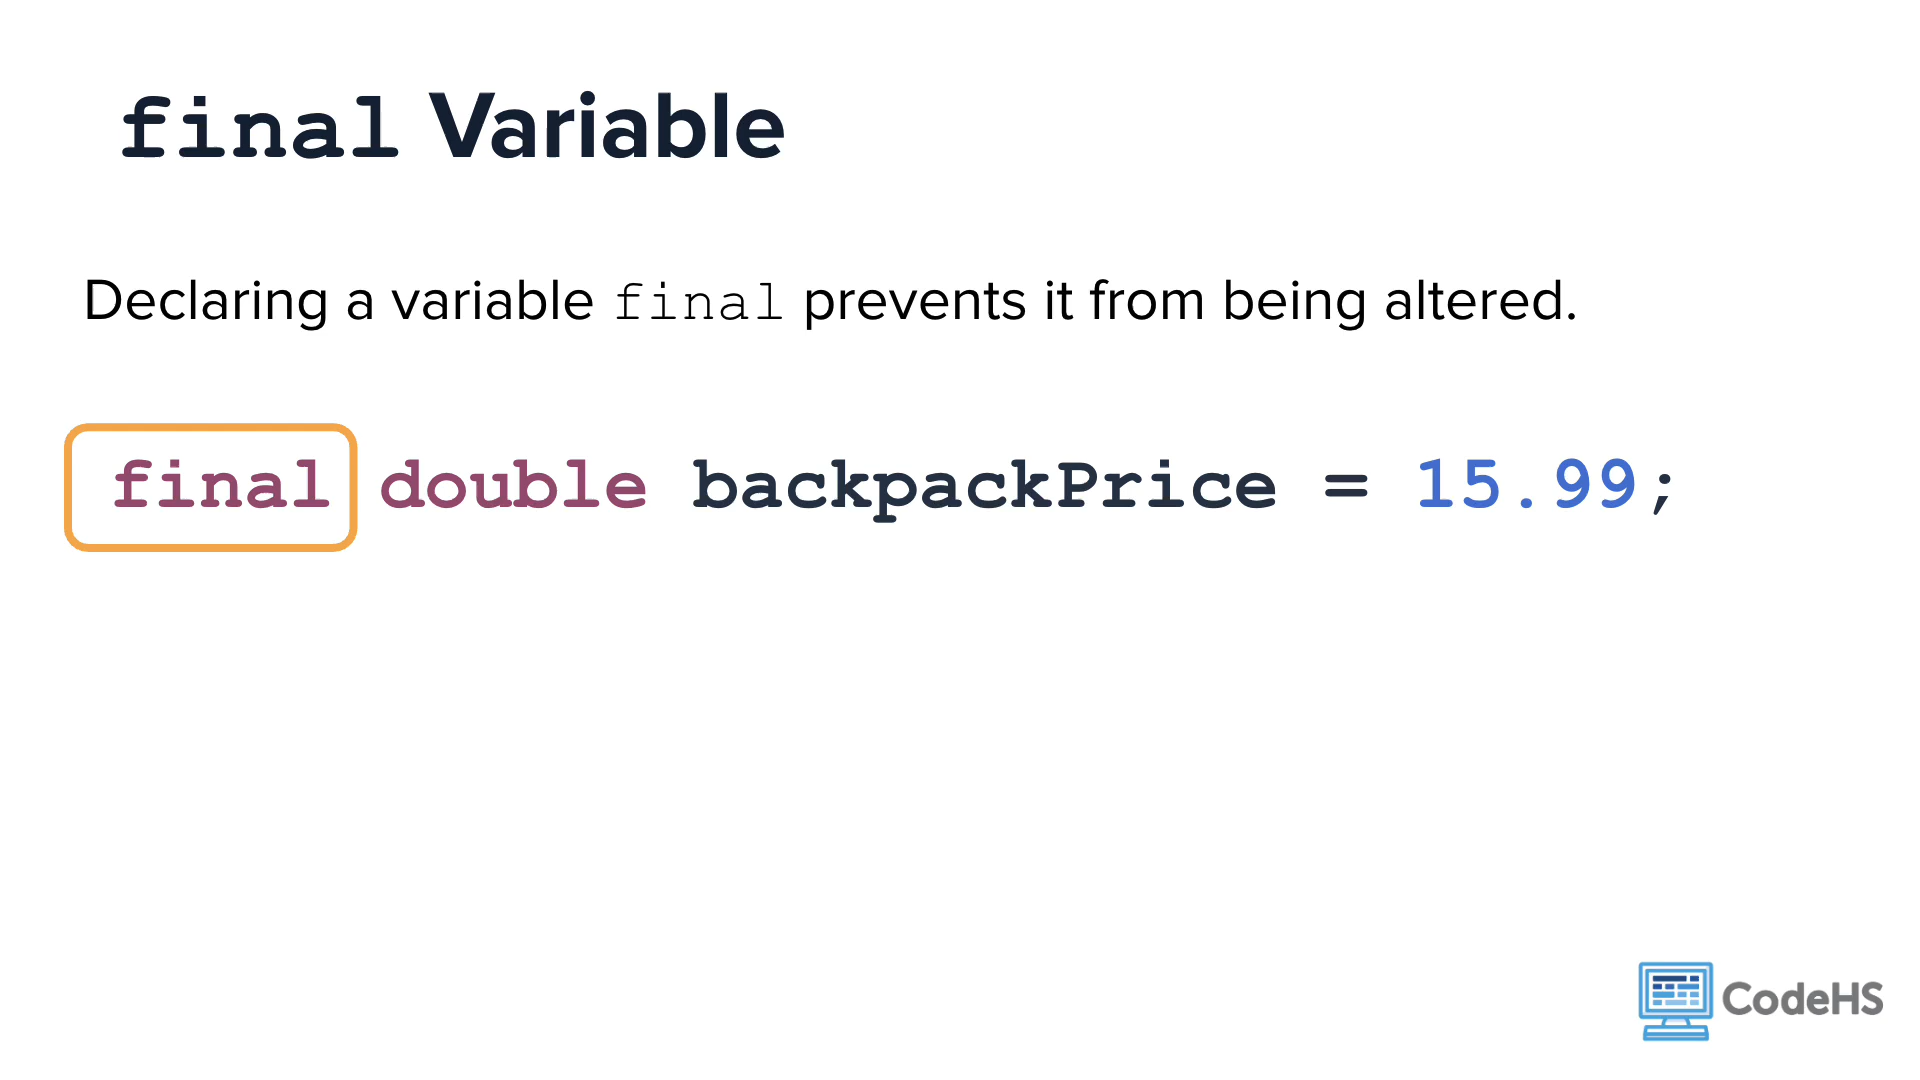 final Variable
Declaring a variable final prevents it from being altered.
final double backpackPrice = 15.99;
CodeHS